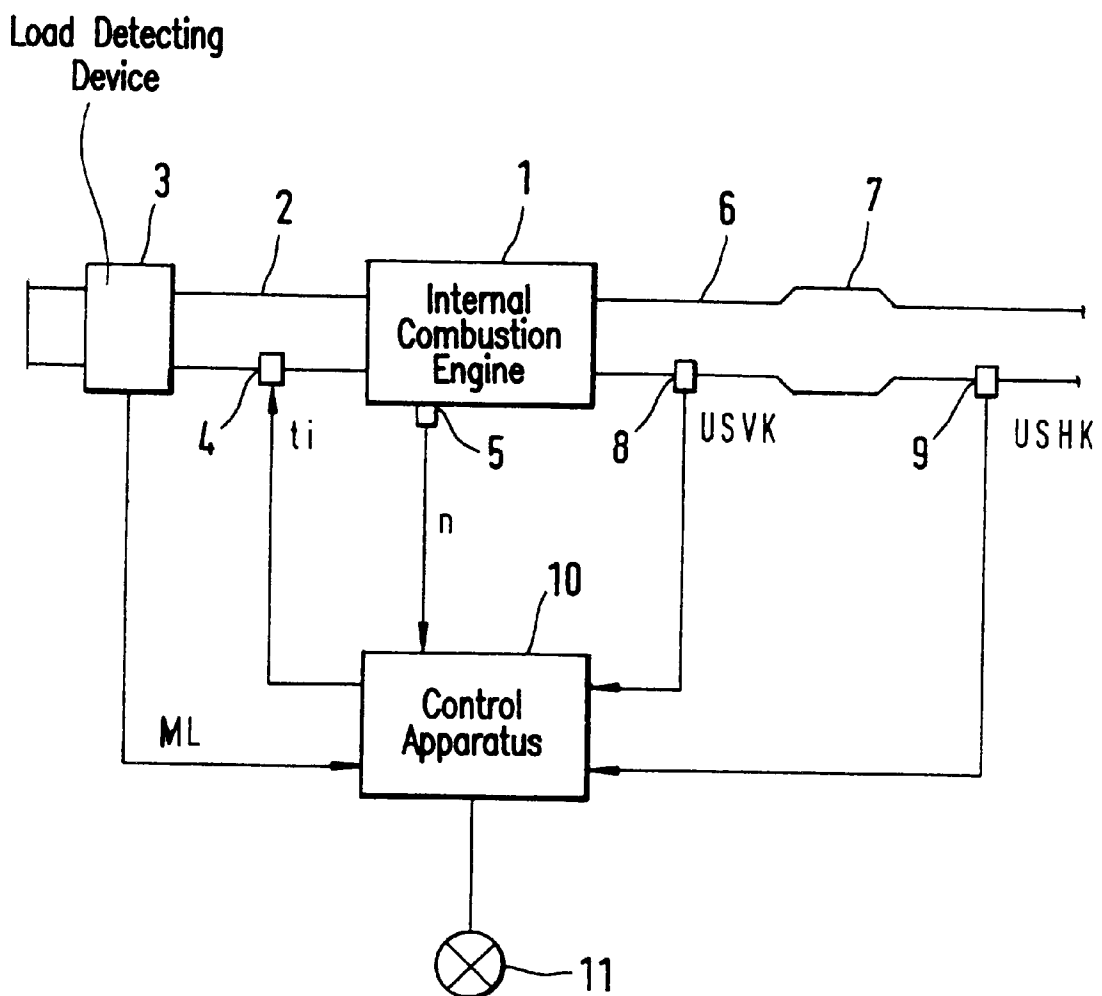 Load Detecting
Device
3
2
1
6
7
Internal
Combustion
Engine
4
ti
5
8
USVK
9
USHK
n
10
Control
Apparatus
ML
11